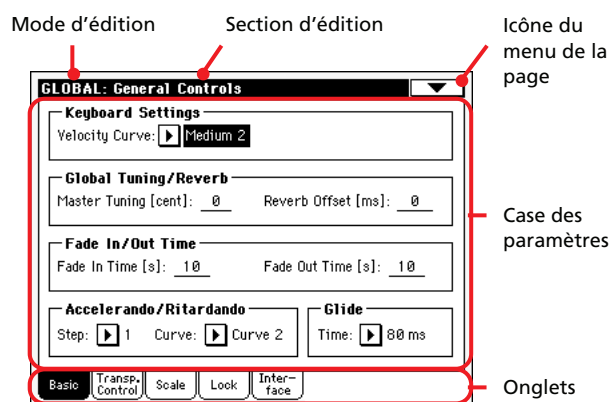 Mode d'édition
Section d'édition
Icône du
menu de la
page
GLOBAL: General Controls
Keyboard Settings
Velocity Curve: Medium 2
Global Tuning/Reverb
Master Tuning [cent]: 0 Reverb Offset [ms]: 0
Case des
paramètres
Fade In/Out Time
Fade In Time [s]: 10 Fade Out Time [s]: 10
Accelerando/Ritardando
Step: 1 Curve: Curve 2
Glide
Time: 80 ms
Basic
Transp.
Control
Scale
Lock
Inter-
face
Onglets